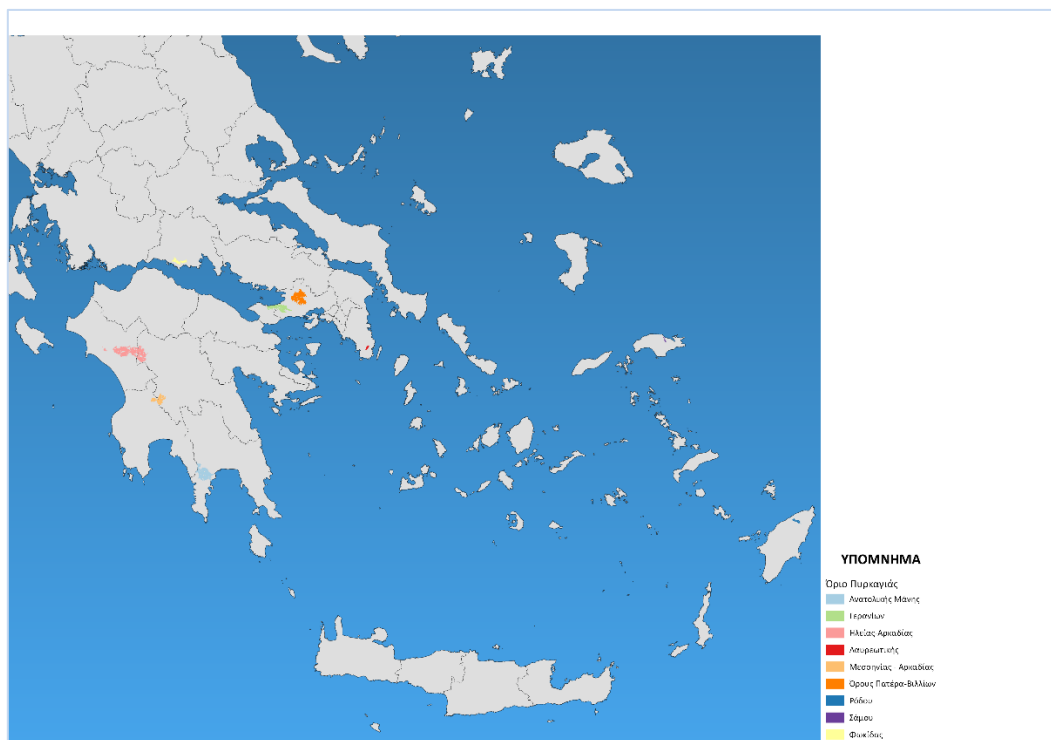 ΥΠΟΜΝΗΜΑ
Όριο Πυρκαγιάς
Ανατολικής Μάνης
Γερανίων
Ηλείας Αρκαδίας
Λαυρεωτικής
Μεσσηνίας - Αρκαδίας
Όρους Πατέρα-Βιλλίων
Ρόδου
Σάμου
Φωκίδας